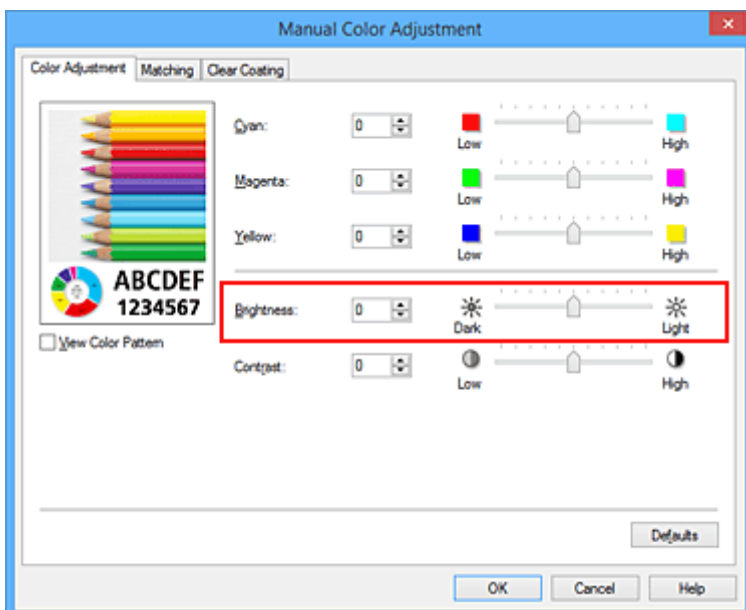 Manual Color Adjustment
Color Adjustment Matching Clear Coating
Cyan: 0 Low High
Magenta: 0 Low High
Yellow: 0 Low High
ABCDEF
1234567
Brightness: 0 Dark Light
View Color Pattern
Contrast: 0 Low High
Defaults
OK Cancel Help